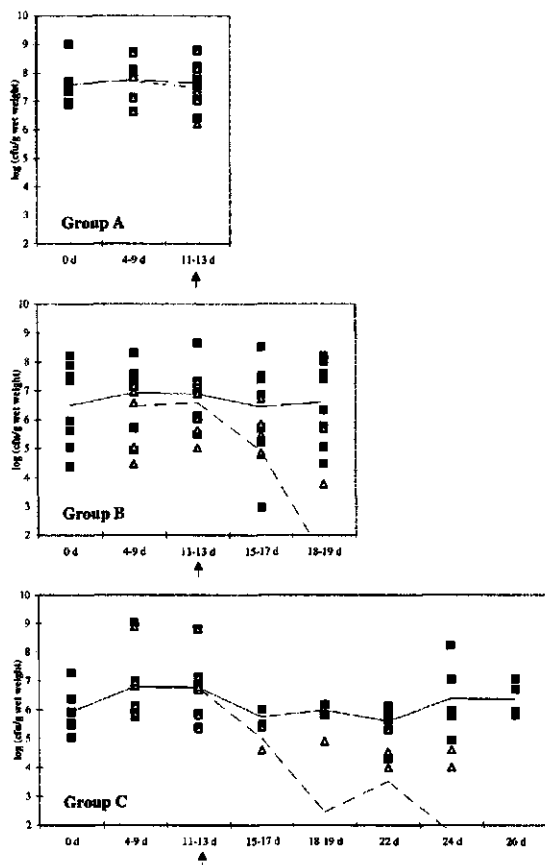 10
9
8
7
6
5
4
3
2
log (cfu/g wet weight)
Group A
0 d
4-9 d
11-13 d
10
9
8
7
6
5
4
3
2
log (cfu/g wet weight)
Group B
0 d
4-9 d
11-13 d
15-17 d
18-19 d
10
9
8
7
6
5
4
3
2
log (cfu/g wet weight)
Group C
0 d
4-9 d
11-13 d
15-17 d
18-19 d
22 d
24 d
26 d